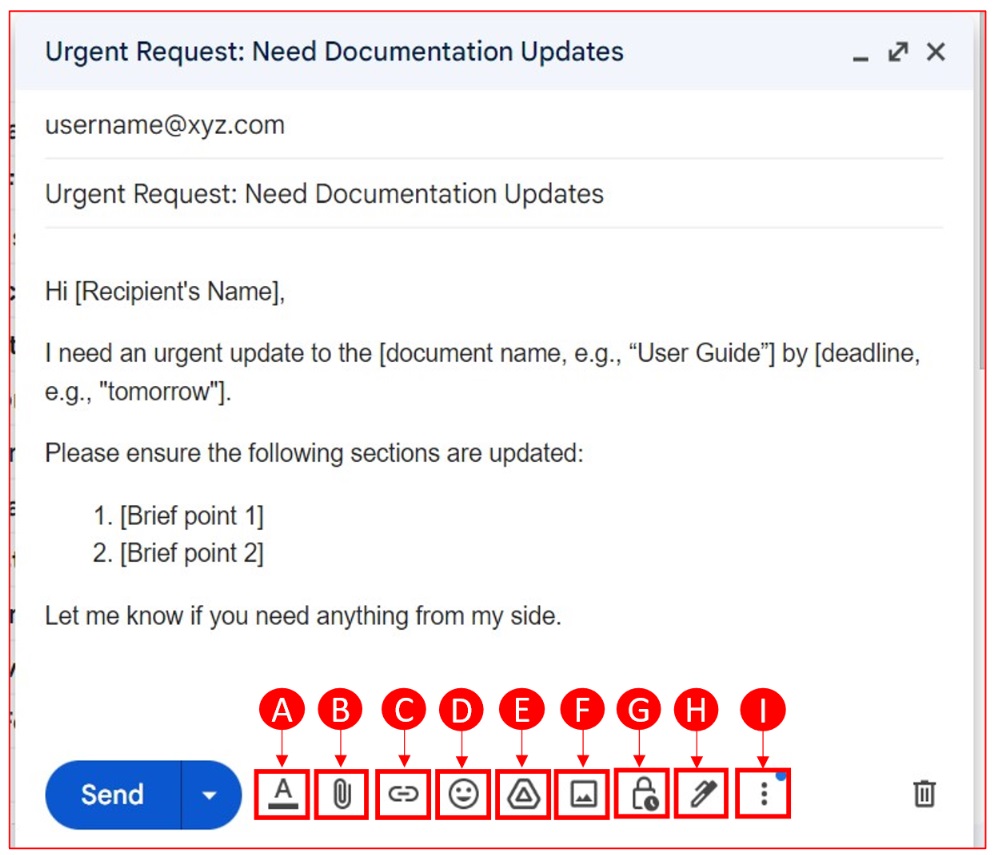 Urgent Request: Need Documentation Updates
username@xyz.com
Urgent Request: Need Documentation Updates
Hi [Recipient's Name],
I need an urgent update to the [document name, e.g., “User Guide”] by [deadline,
e.g., "tomorrow"].
Please ensure the following sections are updated:
1. [Brief point 1]
2. [Brief point 2]
Let me know if you need anything from my side.
A B C D E F G H I
Send A